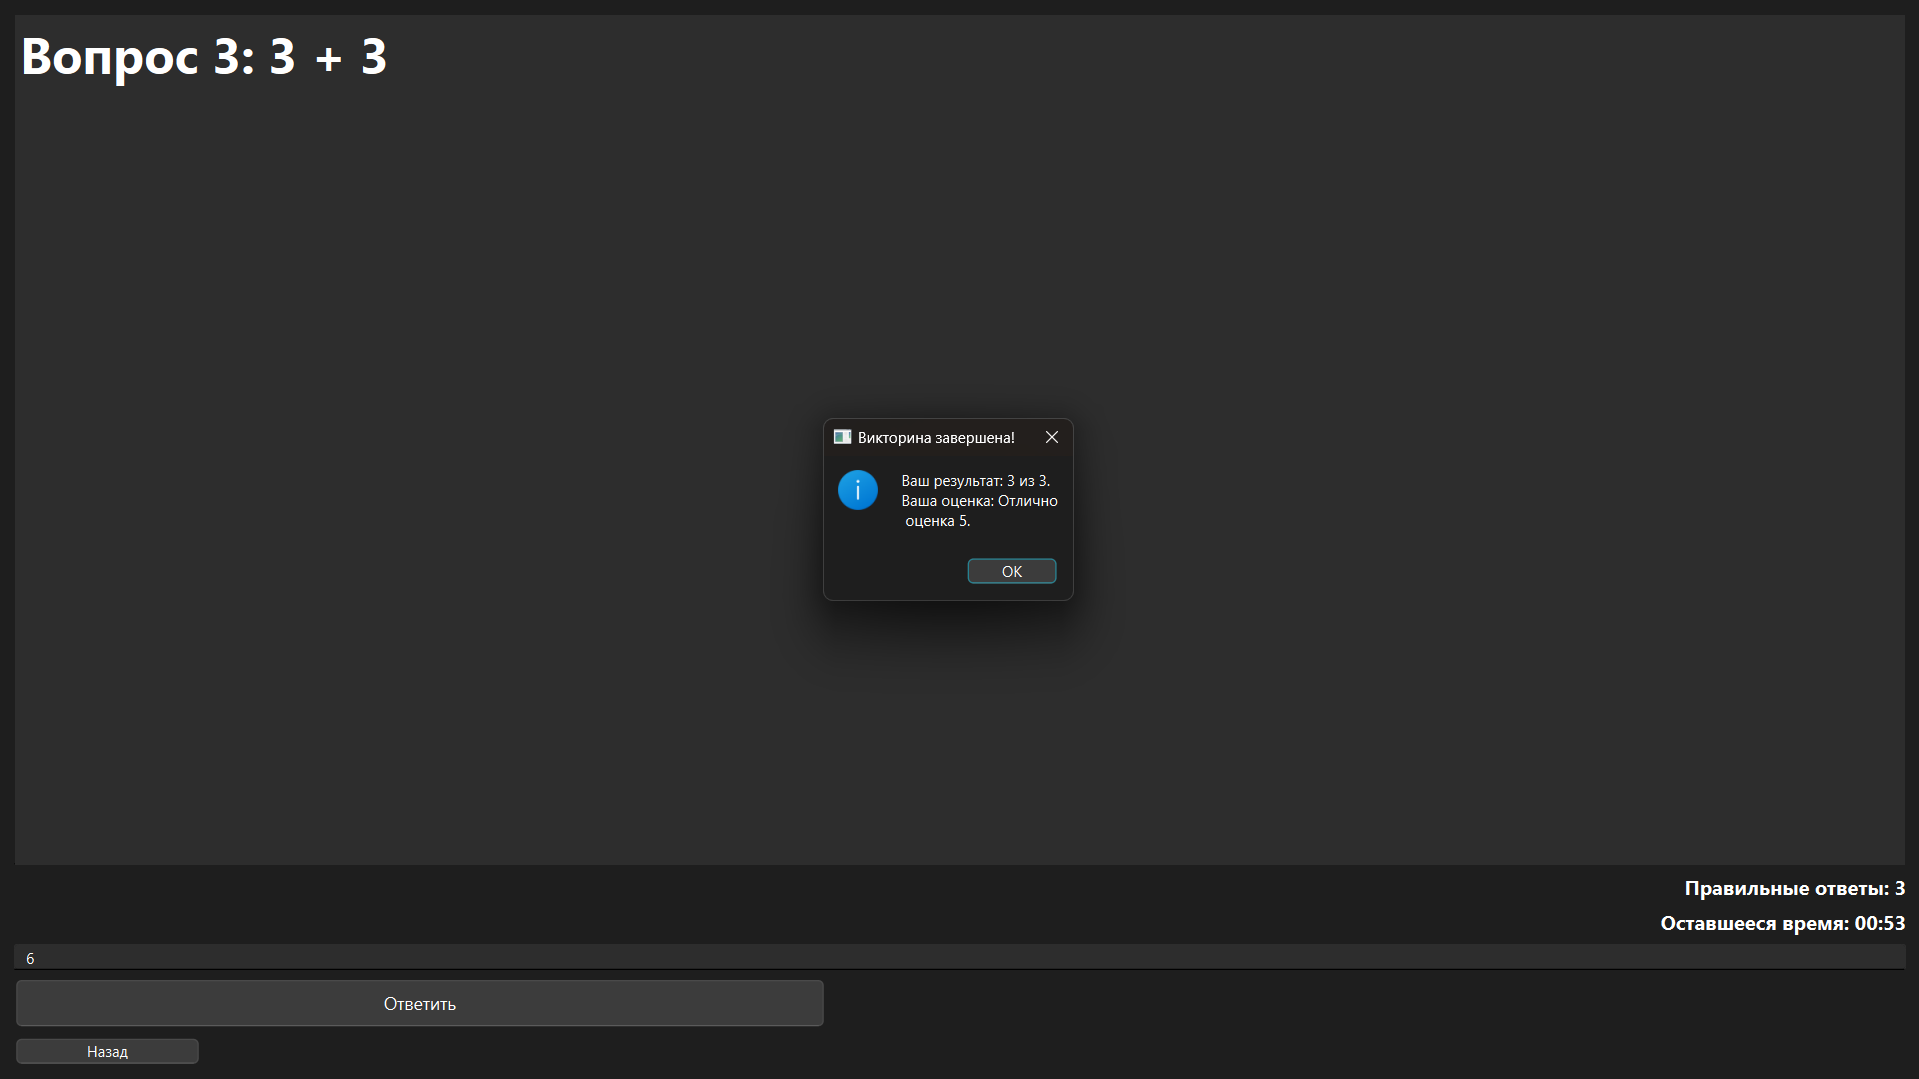 Вопрос 3: 3 + 3
Викторина завершена!
Ваш результат: 3 из 3.
Ваша оценка: Отлично
оценка 5.
OK
Правильные ответы: 3
Оставшееся время: 00:53
6
Ответить
Назад